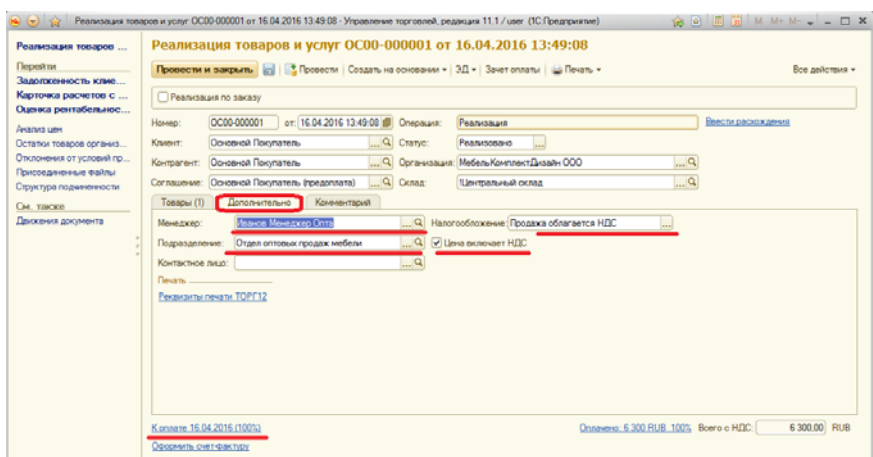 Реализация товаров и услуг ОС00-000001 от 16.04.2016 13:49:08 - Управление торговлей, редакция 11.1 / user (1С:Предприятие) M M+ M-
Реализация товаров ...
Перейти
Задолженность клие...
Карточка расчетов с ...
Оценка рентабельнос...
Анализ цен
Остатки товаров организ...
Отклонения от условий пр...
Присоединенные файлы
Структура подчиненности
См. также
Движения документа
Реализация товаров и услуг ОС00-000001 от 16.04.2016 13:49:08
Провести и закрыть Провести Создать на основании ЭД Зачет оплаты Печать Все действия
Реализация по заказу
Номер: ОС00-000001 от: 16.04.2016 13:49:08 Операция: Реализация Ввести расхождения
Клиент: Основной Покупатель ... Статус: Реализовано ...
Контрагент: Основной Покупатель ... Организация: МебельКомплектДизайн ООО ...
Соглашение: Основной Покупатель (предоплата) ... Склад: !Центральный склад ...
Товары (1) Дополнительно Комментарий
Менеджер: Иванов Менеджер Опта ... Налогообложение: Продажа облагается НДС ...
Подразделение: Отдел оптовых продаж мебели ... Цена включает НДС
Контактное лицо: ...
Печать
Реквизиты печати ТОРГ12
К оплате 16.04.2016 (100%) Оплачено: 6 300 RUB 100% Всего с НДС: 6 300,00 RUB
Оформить счет-фактуру